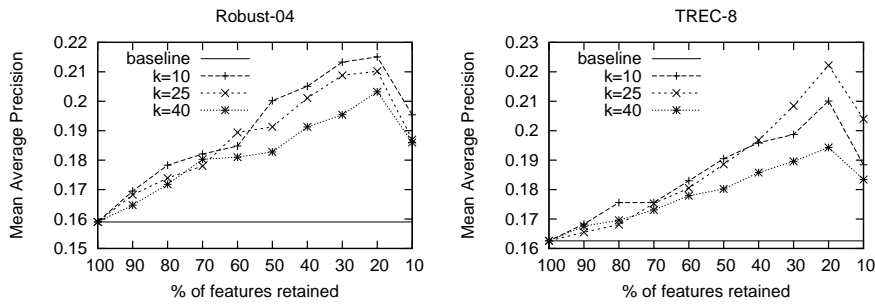 Robust-04
Mean Average Precision
0.22
0.21
0.2
0.19
0.18
0.17
0.16
0.15
baseline
k=10
k=25
k=40
100 90 80 70 60 50 40 30 20 10
% of features retained
TREC-8
Mean Average Precision
0.23
0.22
0.21
0.2
0.19
0.18
0.17
0.16
baseline
k=10
k=25
k=40
100 90 80 70 60 50 40 30 20 10
% of features retained